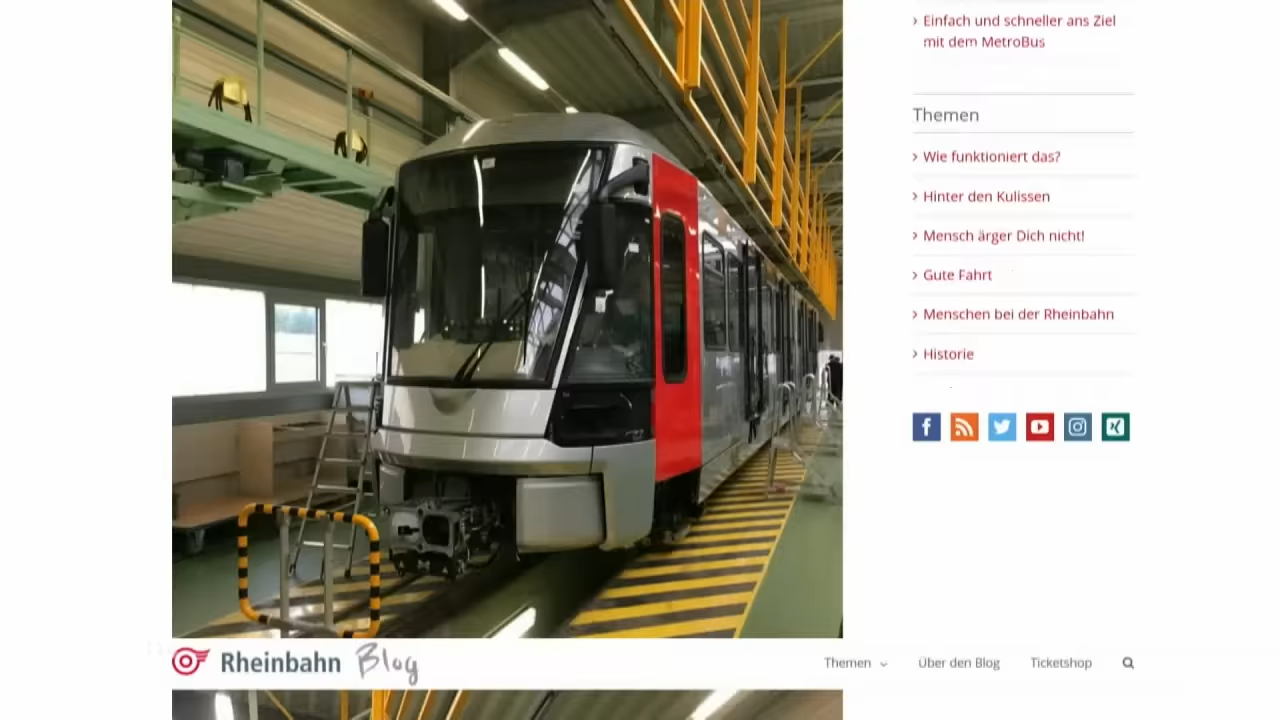 Einfach und schneller ans Ziel
mit dem MetroBus
Themen
Wie funktioniert das?
Hinter den Kulissen
Mensch ärger Dich nicht!
Gute Fahrt
Menschen bei der Rheinbahn
Historie
Rheinbahn Blog
Themen
Über den Blog
Ticketshop